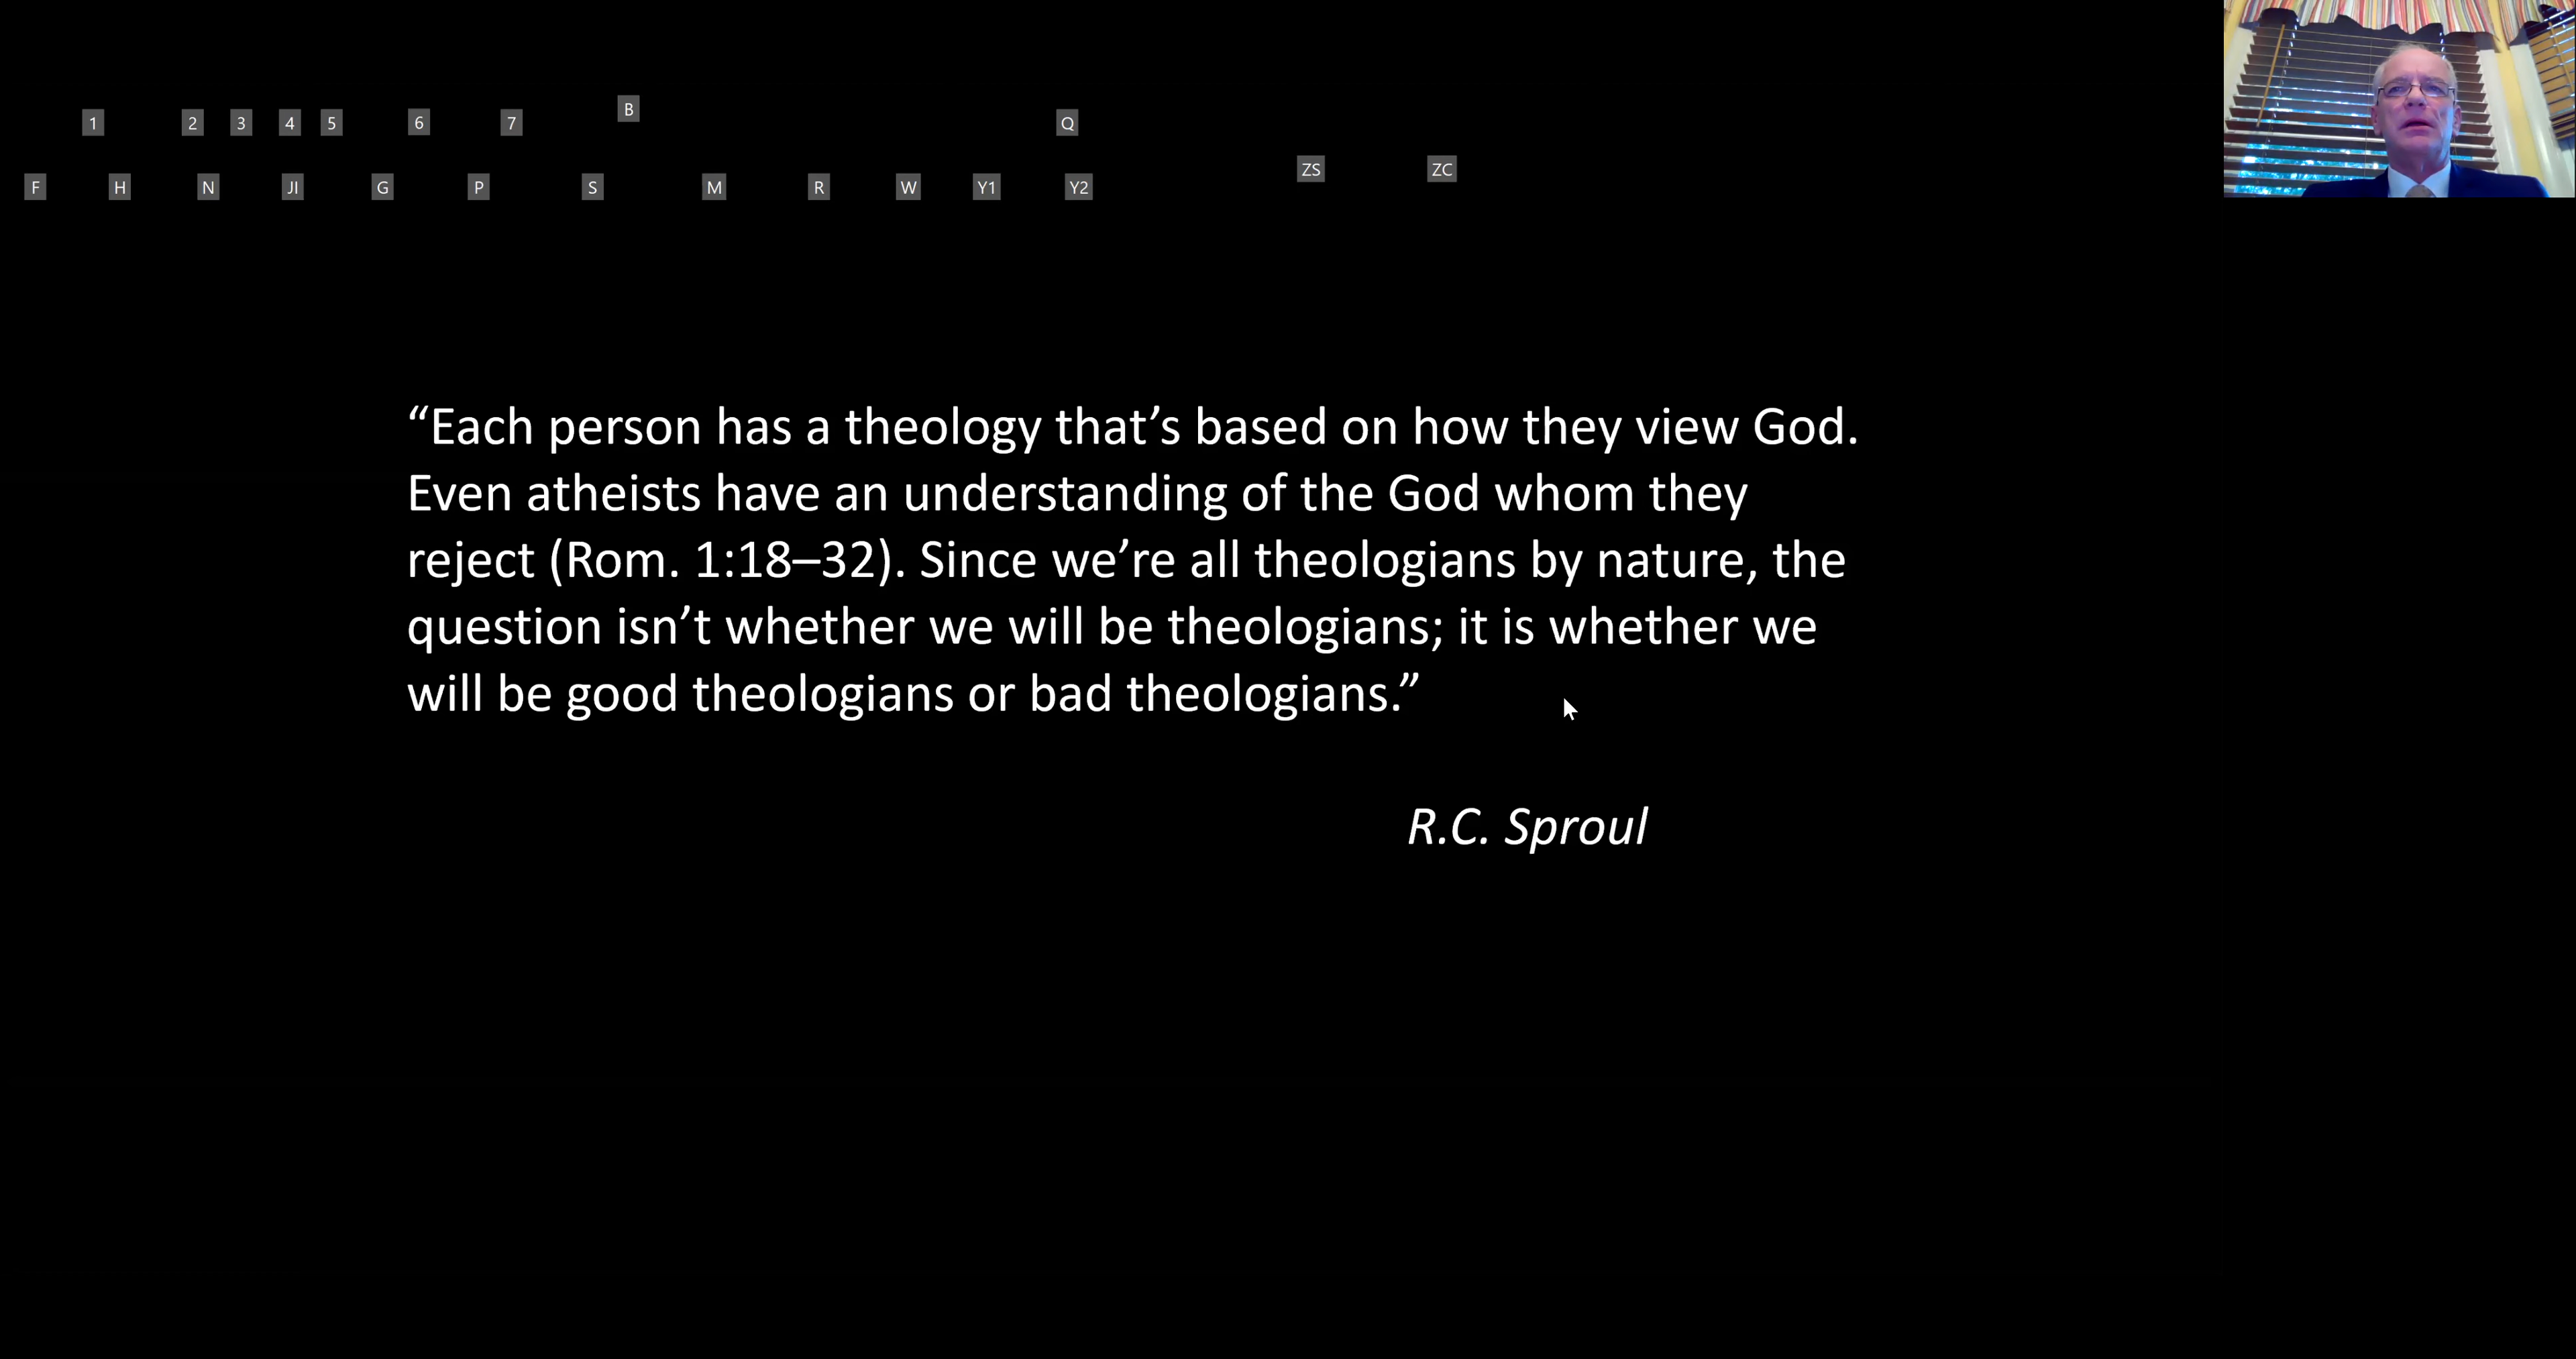 B
1 2 3 4 5 6 7 Q
ZS ZC
F H N JI G P S M R W Y1 Y2
“Each person has a theology that’s based on how they view God.
Even atheists have an understanding of the God whom they
reject (Rom. 1:18–32). Since we’re all theologians by nature, the
question isn’t whether we will be theologians; it is whether we
will be good theologians or bad theologians.”
R.C. Sproul